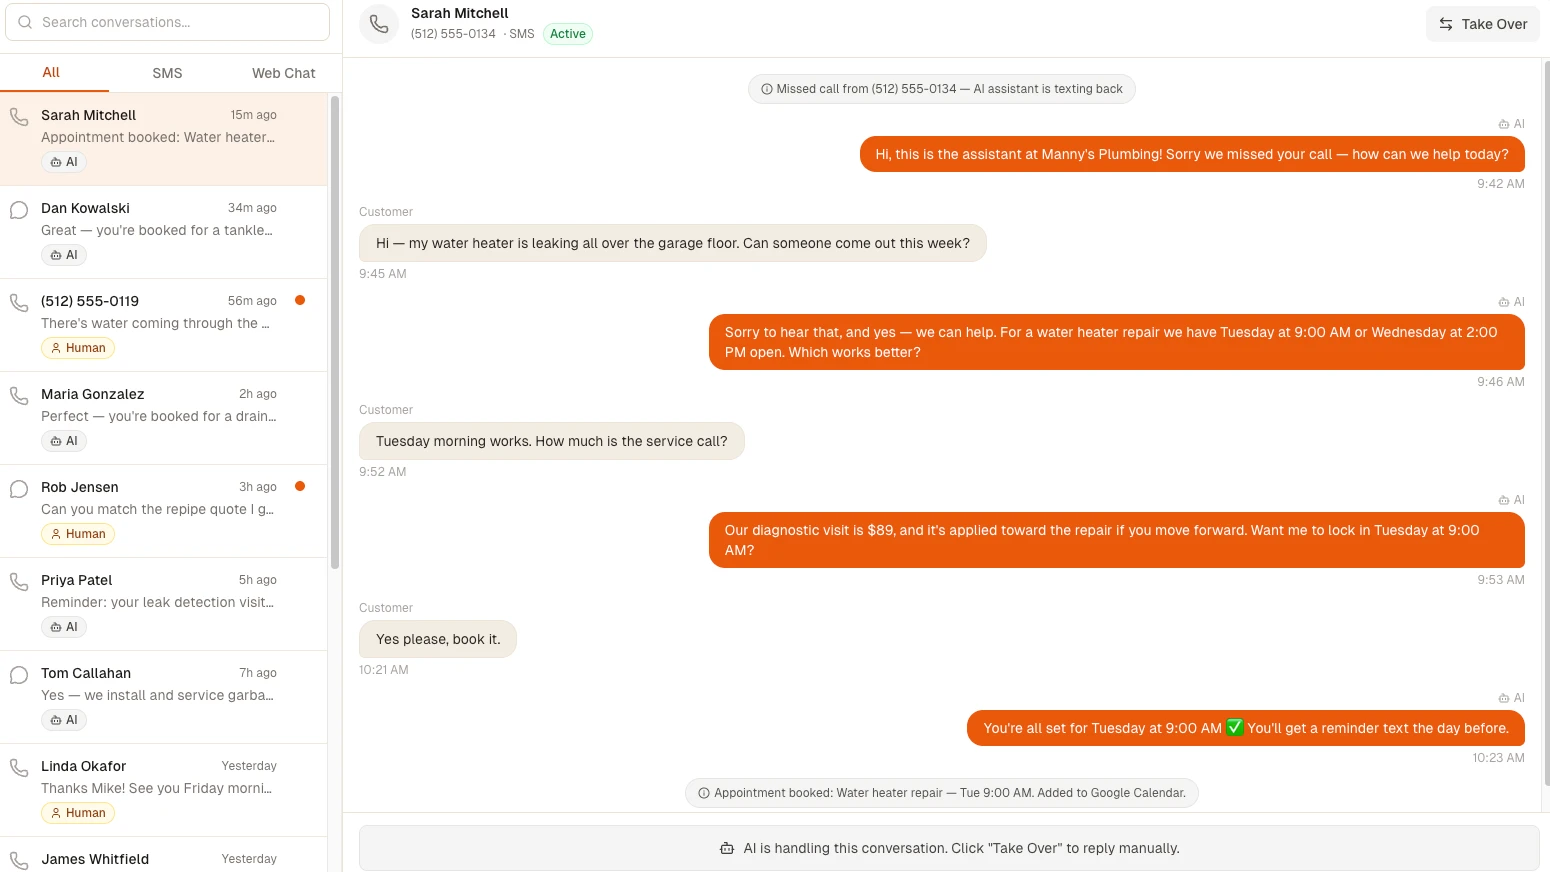 Search conversations...
All
SMS
Web Chat
Sarah Mitchell
15m ago
Appointment booked: Water heater...
AI
Dan Kowalski
34m ago
Great — you're booked for a tankle...
AI
(512) 555-0119
56m ago
There's water coming through the ...
Human
Maria Gonzalez
2h ago
Perfect — you're booked for a drain...
AI
Rob Jensen
3h ago
Can you match the repipe quote I g...
Human
Priya Patel
5h ago
Reminder: your leak detection visit...
AI
Tom Callahan
7h ago
Yes — we install and service garba...
AI
Linda Okafor
Yesterday
Thanks Mike! See you Friday morni...
Human
James Whitfield
Yesterday
Sarah Mitchell
(512) 555-0134 · SMS
Active
Take Over
Missed call from (512) 555-0134 — AI assistant is texting back
AI
Hi, this is the assistant at Manny's Plumbing! Sorry we missed your call — how can we help today?
9:42 AM
Customer
Hi — my water heater is leaking all over the garage floor. Can someone come out this week?
9:45 AM
AI
Sorry to hear that, and yes — we can help. For a water heater repair we have Tuesday at 9:00 AM or Wednesday at 2:00
PM open. Which works better?
9:46 AM
Customer
Tuesday morning works. How much is the service call?
9:52 AM
AI
Our diagnostic visit is $89, and it's applied toward the repair if you move forward. Want me to lock in Tuesday at 9:00
AM?
9:53 AM
Customer
Yes please, book it.
10:21 AM
AI
You're all set for Tuesday at 9:00 AM ✅ You'll get a reminder text the day before.
10:23 AM
Appointment booked: Water heater repair — Tue 9:00 AM. Added to Google Calendar.
AI is handling this conversation. Click "Take Over" to reply manually.